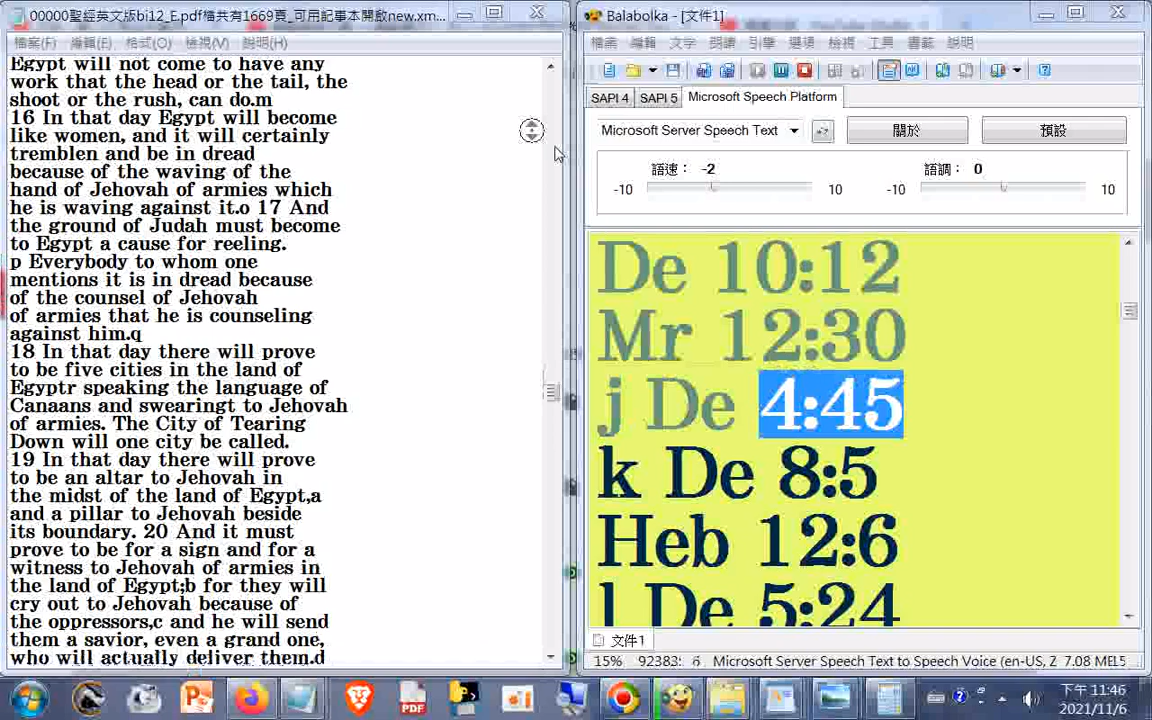 00000聖經英文版bi12_E.pdf檔共有1669頁_可用記事本開啟new.xm...
檔案(F) 編輯(E) 格式(O) 檢視(V) 說明(H)
Egypt will not come to have any
work that the head or the tail, the
shoot or the rush, can do.m
16 In that day Egypt will become
like women, and it will certainly
tremblen and be in dread
because of the waving of the
hand of Jehovah of armies which
he is waving against it.o 17 And
the ground of Judah must become
to Egypt a cause for reeling.
p Everybody to whom one
mentions it is in dread because
of the counsel of Jehovah
of armies that he is counseling
against him.q
18 In that day there will prove
to be five cities in the land of
Egyptr speaking the language of
Canaans and swearingt to Jehovah
of armies. The City of Tearing
Down will one city be called.
19 In that day there will prove
to be an altar to Jehovah in
the midst of the land of Egypt,a
and a pillar to Jehovah beside
its boundary. 20 And it must
prove to be for a sign and for a
witness to Jehovah of armies in
the land of Egypt;b for they will
cry out to Jehovah because of
the oppressors,c and he will send
them a savior, even a grand one,
who will actually deliver them.d
Balabolka - [文件1]
檔案 編輯 文字 朗讀 引擎 選項 檢視 工具 書籤 說明
SAPI 4 SAPI 5 Microsoft Speech Platform
Microsoft Server Speech Text 關於 預設
語速： -2 語調： 0
-10 10 -10 10
De 10:12
Mr 12:30
j De 4:45
k De 8:5
Heb 12:6
l De 5:24
文件1
15% 92383: 6 Microsoft Server Speech Text to Speech Voice (en-US, Z 7.08 ME
PDF
下午 11:46
2021/11/6